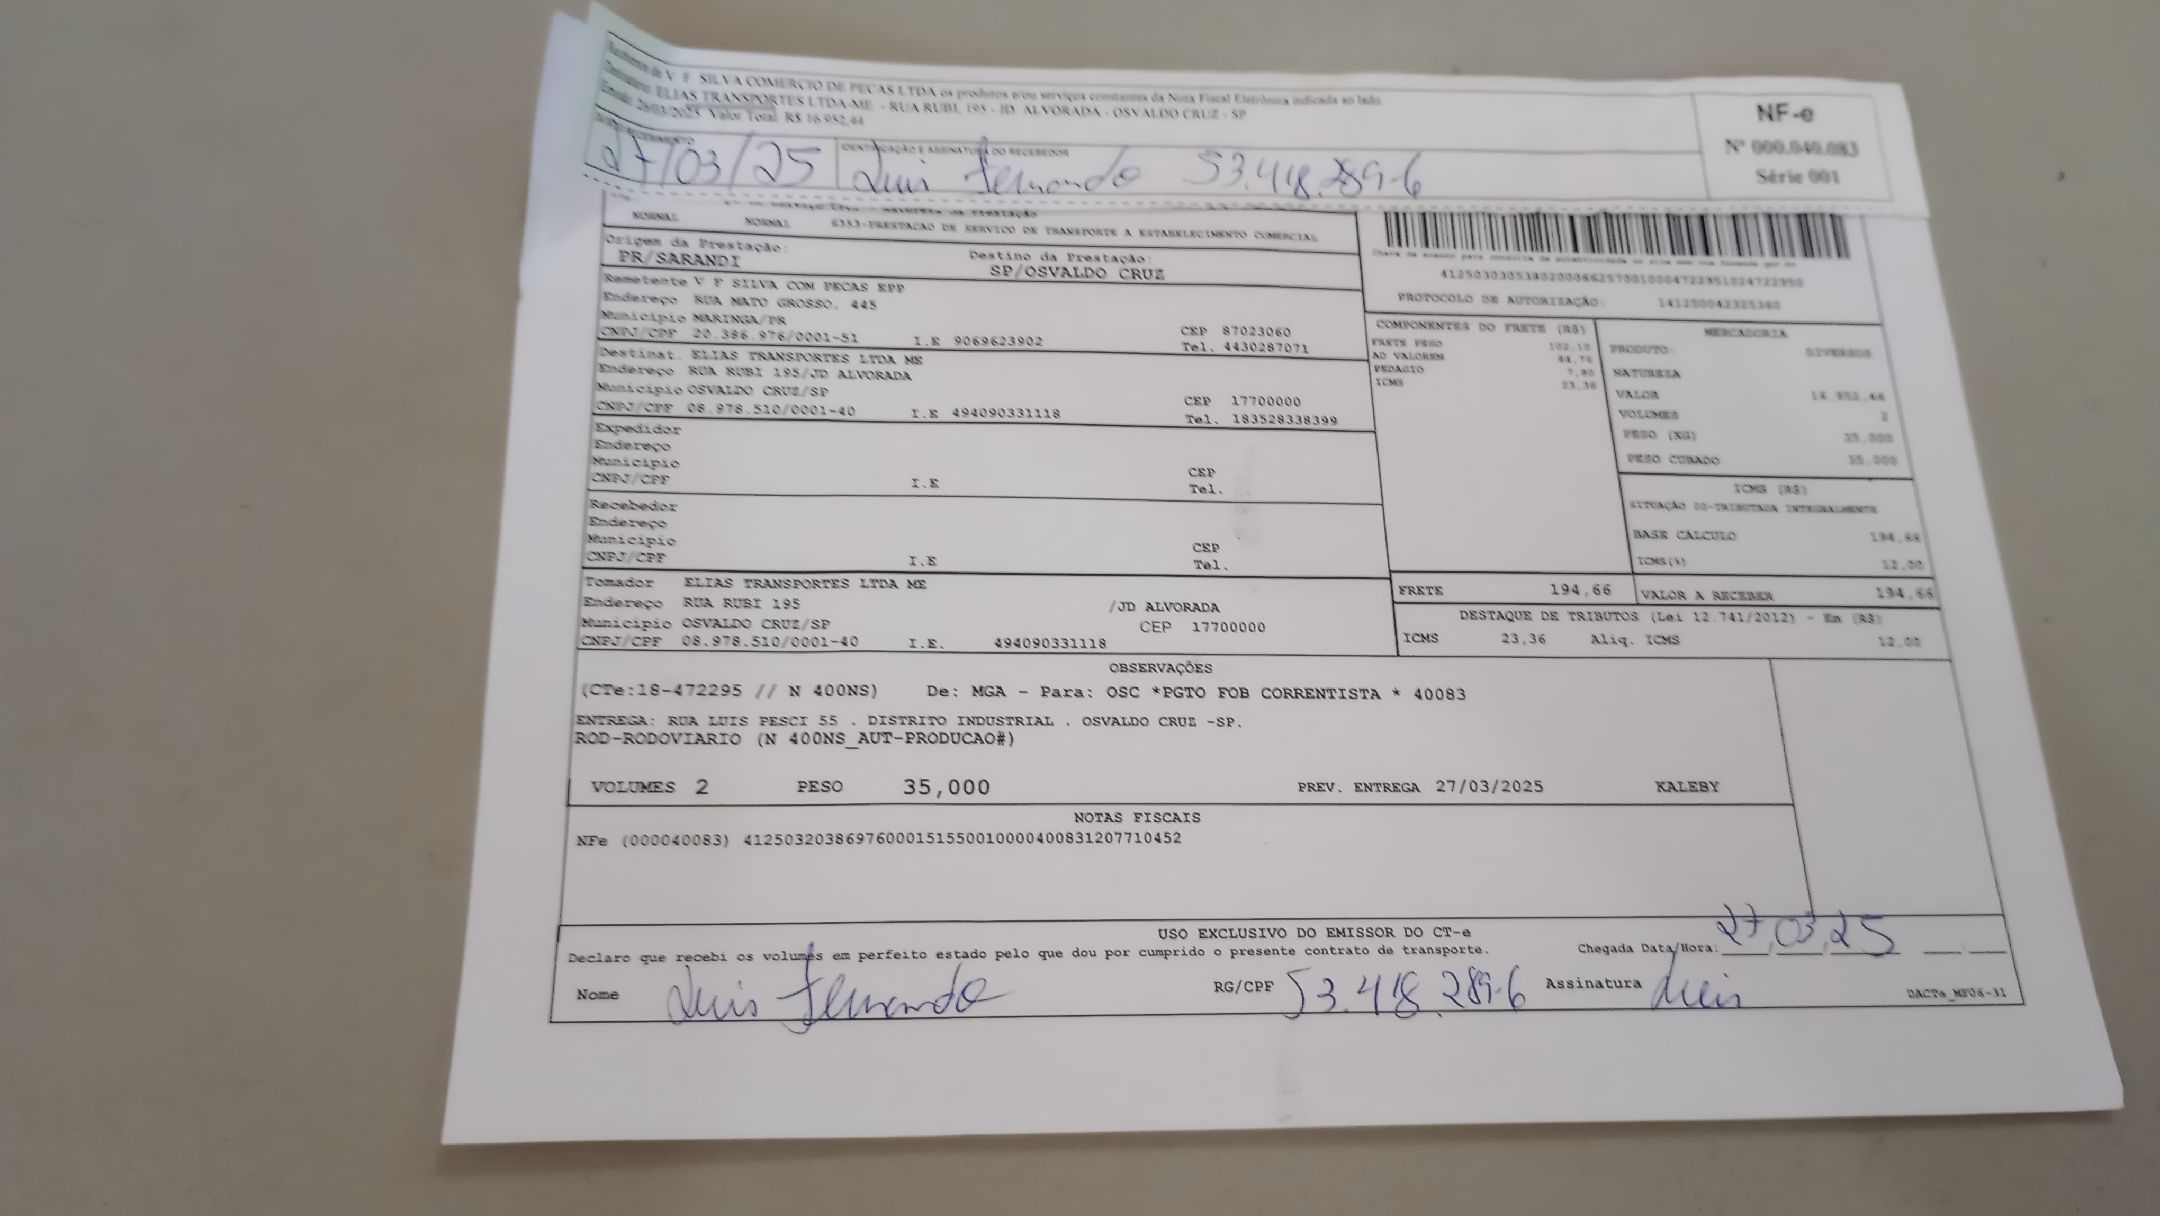 V F SILVA COMERCIO DE PECAS LTDA os produtos e/ou serviços constantes da Nota Fiscal Eletrônica indicada ao lado.
ELIAS TRANSPORTES LTDA-ME. - RUA RUBI, 195 - JD ALVORADA - OSVALDO CRUZ - SP
26/03/2025 Valor Total R$ 16.952,44
NF-e
Nº 000.040.083
Série 001
IDENTIFICAÇÃO E ASSINATURA DO RECEBEDOR
27/03/25 Luis Fernando 53.418.289-6
NORMAL NORMAL 6353-PRESTACAO DE SERVICO DE TRANSPORTE A ESTABELECIMENTO COMERCIAL
Origem da Prestação:
PR/SARANDI
Destino da Prestação:
SP/OSVALDO CRUZ
PROTOCOLO DE AUTORIZAÇÃO: 141250042325340
Remetente V F SILVA COM PECAS EPP
Endereço RUA MATO GROSSO, 445
Municipio MARINGA/PR
CNPJ/CPF 20.386.976/0001-51 I.E 9069623902
CEP 87023060
Tel. 4430287071
Destinat. ELIAS TRANSPORTES LTDA ME
Endereço RUA RUBI 195/JD ALVORADA
Municipio OSVALDO CRUZ/SP
CNPJ/CPF 08.978.510/0001-40 I.E 494090331118
CEP 17700000
Tel. 183528338399
Expedidor
Endereço
Municipio
CNPJ/CPF I.E
CEP
Tel.
Recebedor
Endereço
Municipio
CNPJ/CPF I.E
CEP
Tel.
Tomador ELIAS TRANSPORTES LTDA ME
Endereço RUA RUBI 195 /JD ALVORADA
Municipio OSVALDO CRUZ/SP CEP 17700000
CNPJ/CPF 08.978.510/0001-40 I.E. 494090331118
COMPONENTES DO FRETE (R$)
FRETE PESO 102,10
AD VALOREM
PEDAGIO
ICMS 23,36
MERCADORIA
PRODUTO: DIVERSOS
NATUREZA
VALOR 16.952,44
VOLUMES 2
PESO (KG) 35.000
PESO CUBADO 35,000
ICMS (R$)
SITUAÇÃO 00-TRIBUTADA INTEGRALMENTE
BASE CÁLCULO 194,66
ICMS(%) 12,00
FRETE 194,66 VALOR A RECEBER 194,66
DESTAQUE DE TRIBUTOS (Lei 12.741/2012) - Em (R$)
ICMS 23,36 Aliq. ICMS 12,00
OBSERVAÇÕES
(CTe:18-472295 // N 400NS) De: MGA - Para: OSC *PGTO FOB CORRENTISTA * 40083
ENTREGA: RUA LUIS PESCI 55 . DISTRITO INDUSTRIAL . OSVALDO CRUZ -SP.
ROD-RODOVIARIO (N 400NS_AUT-PRODUCAO#)
VOLUMES 2 PESO 35,000 PREV. ENTREGA 27/03/2025 KALEBY
NOTAS FISCAIS
NFe (000040083) 41250320386976000151550010000400831207710452
USO EXCLUSIVO DO EMISSOR DO CT-e
Declaro que recebi os volumes em perfeito estado pelo que dou por cumprido o presente contrato de transporte. Chegada Data/Hora: 27 03 25
Nome Luis Fernando RG/CPF 53.418.289-6 Assinatura Luis
DACTe_MF06-31